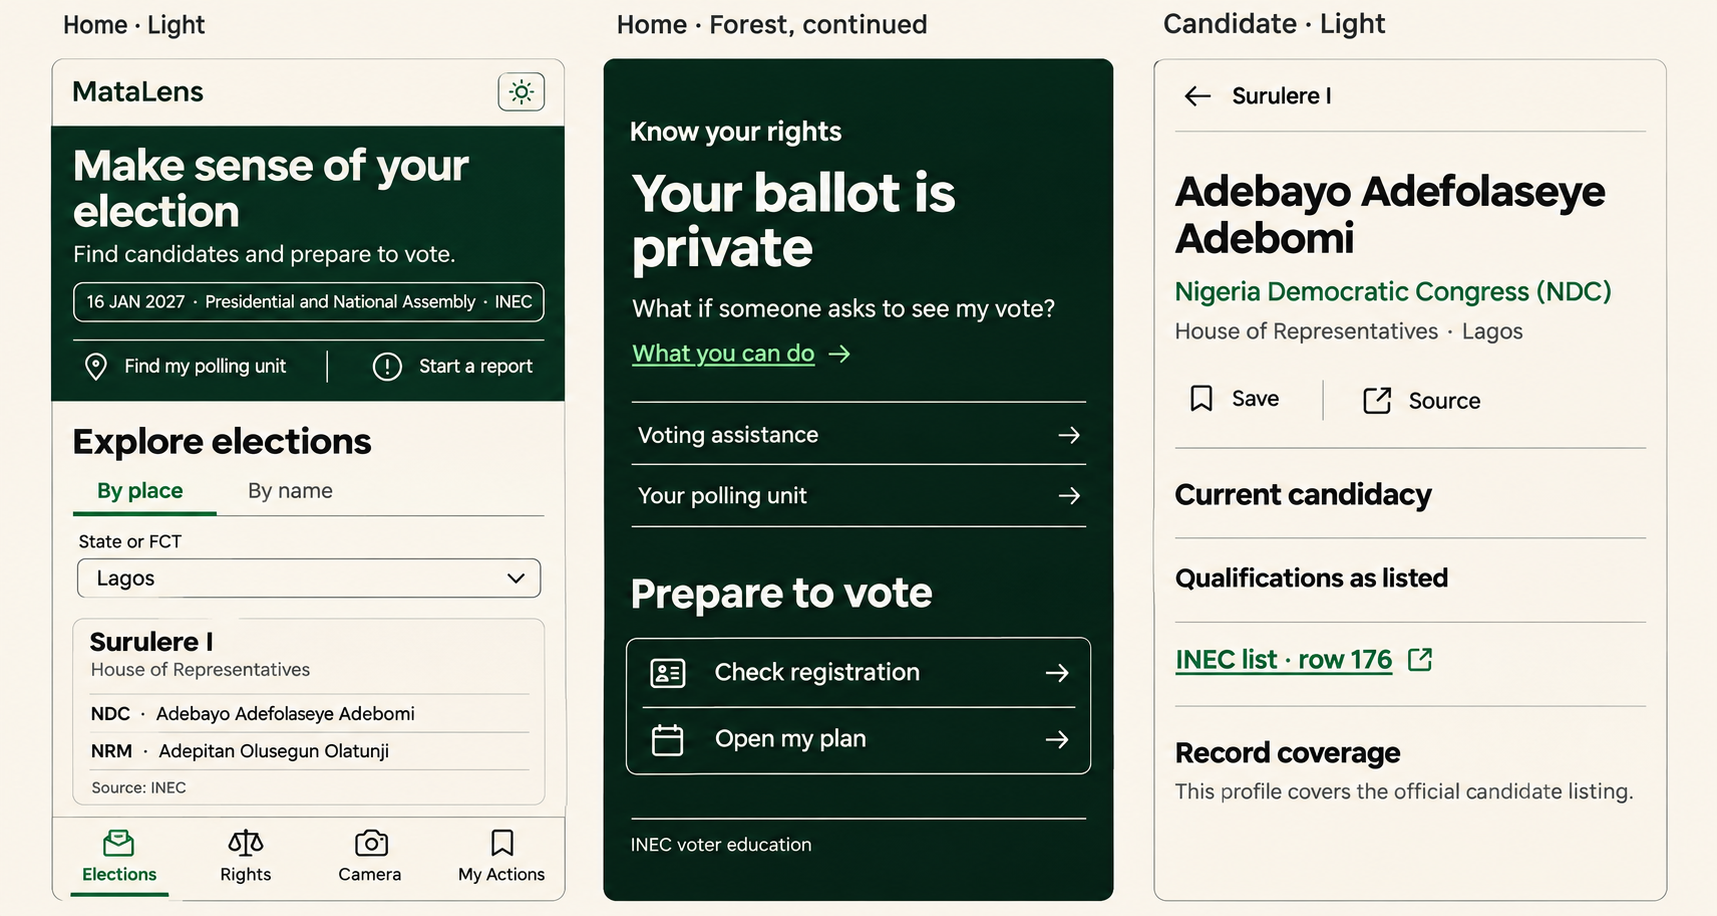 Home · Light
MataLens
Make sense of your
election
Find candidates and prepare to vote.
16 JAN 2027 · Presidential and National Assembly · INEC
Find my polling unit
Start a report
Explore elections
By place
By name
State or FCT
Lagos
Surulere I
House of Representatives
NDC · Adebayo Adefolaseye Adebomi
NRM · Adepitan Olusegun Olatunji
Source: INEC
Elections
Rights
Camera
My Actions
Home · Forest, continued
Know your rights
Your ballot is
private
What if someone asks to see my vote?
What you can do →
Voting assistance →
Your polling unit →
Prepare to vote
Check registration →
Open my plan →
INEC voter education
Candidate · Light
← Surulere I
Adebayo Adefolaseye
Adebomi
Nigeria Democratic Congress (NDC)
House of Representatives · Lagos
Save
Source
Current candidacy
Qualifications as listed
INEC list · row 176
Record coverage
This profile covers the official candidate listing.